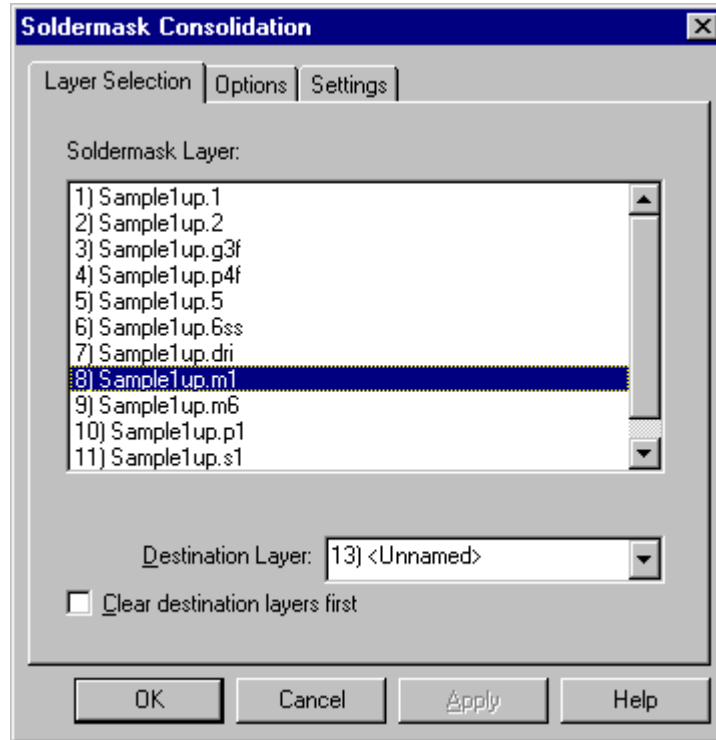 Soldermask Consolidation
Layer Selection Options Settings
Soldermask Layer:
1) Sample1up.1
2) Sample1up.2
3) Sample1up.g3f
4) Sample1up.p4f
5) Sample1up.5
6) Sample1up.6ss
7) Sample1up.dri
8) Sample1up.m1
9) Sample1up.m6
10) Sample1up.p1
11) Sample1up.s1
Destination Layer: 13) <Unnamed>
Clear destination layers first
OK Cancel Apply Help